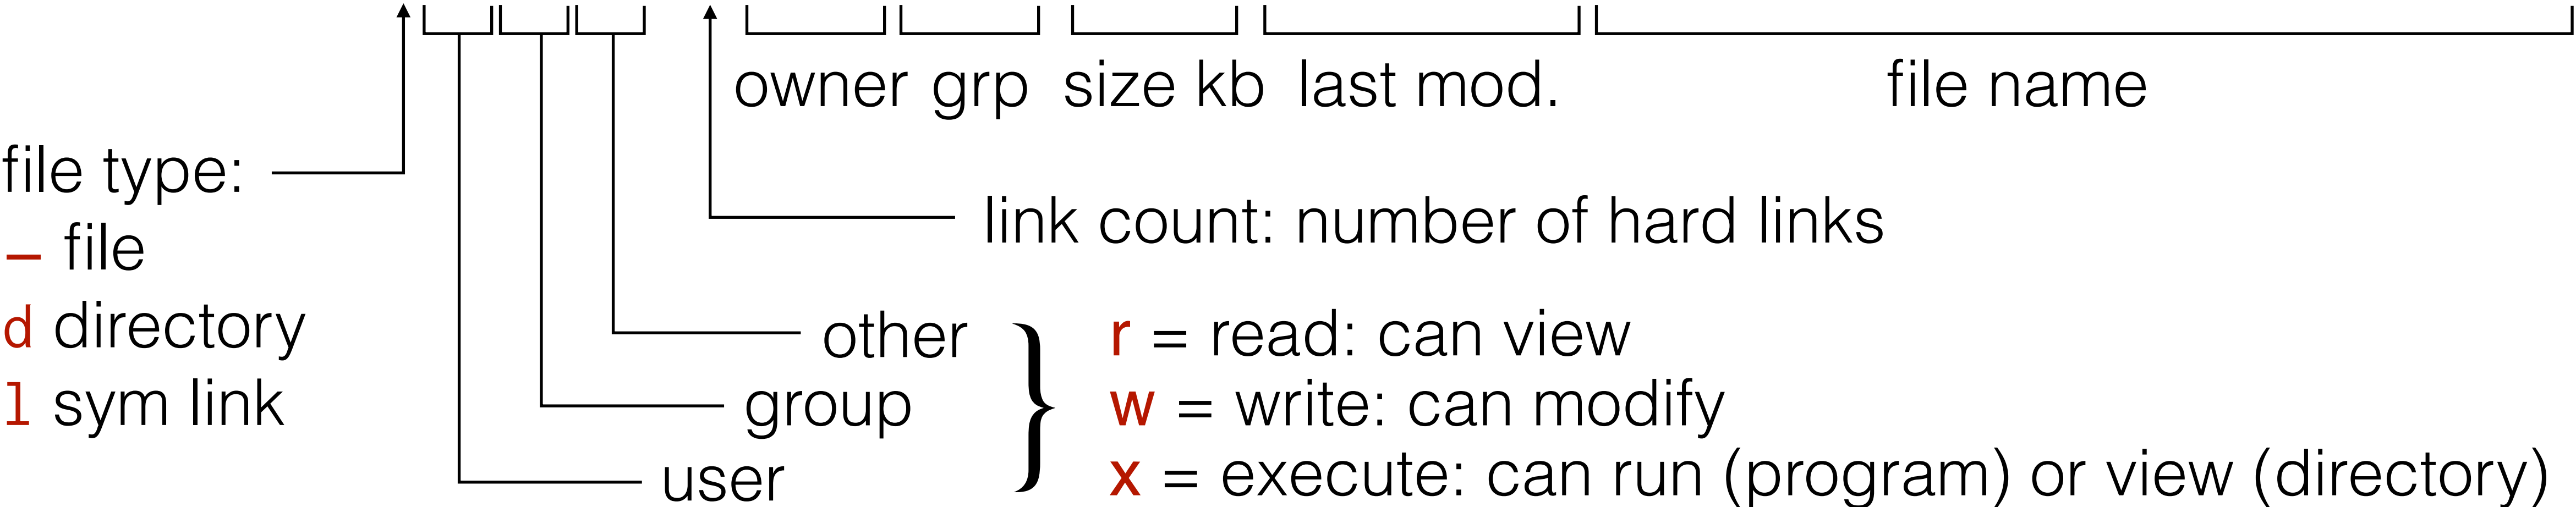 owner grp size kb last mod. file name
file type:
– file
d directory
l sym link
link count: number of hard links
other
group
user
r = read: can view
w = write: can modify
x = execute: can run (program) or view (directory)